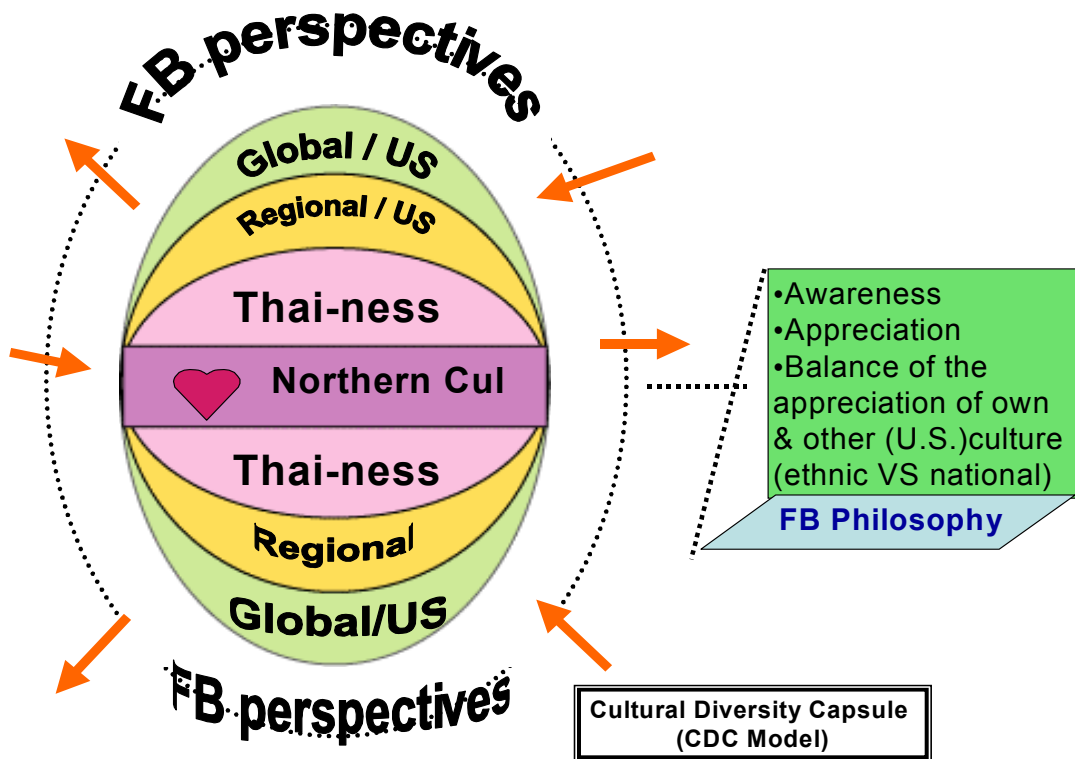 FB perspectives
Global / US
Regional / US
Thai-ness
Northern Cul
Thai-ness
Regional
Global/US
FB perspectives
•Awareness
•Appreciation
•Balance of the
appreciation of own
& other (U.S.)culture
(ethnic VS national)
FB Philosophy
Cultural Diversity Capsule
(CDC Model)